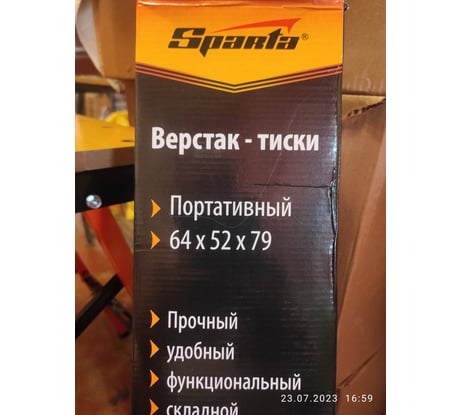 Sparta®
Верстак - тиски
Портативный
64 х 52 х 79
Прочный
удобный
функциональный
складной
23.07.2023 16:59